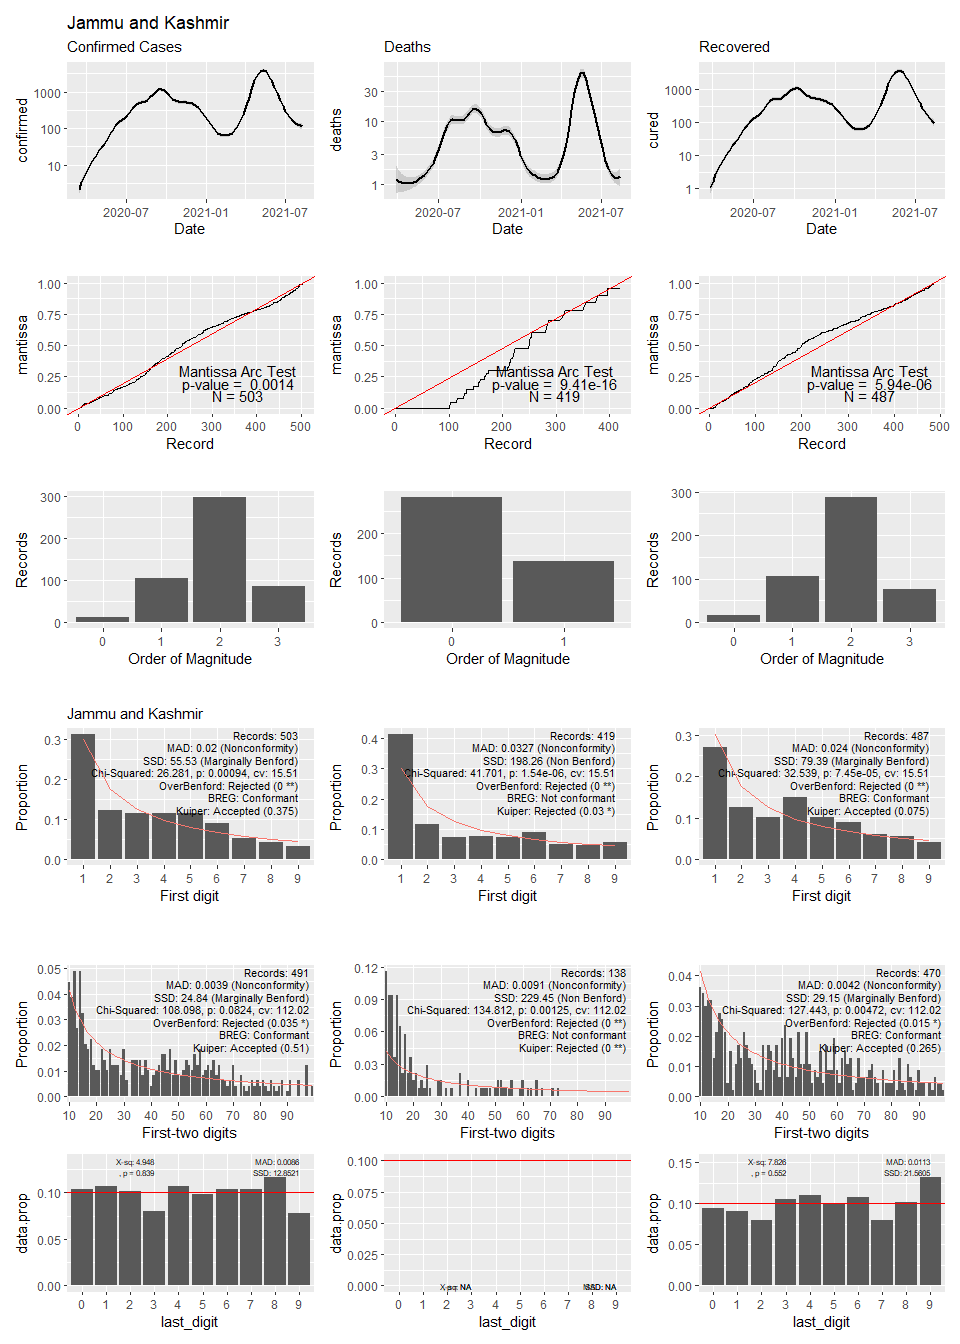 Jammu and Kashmir
Confirmed Cases
Deaths
Recovered
confirmed
1000
100
10
2020-07
2021-01
2021-07
Date
deaths
30
10
3
1
2020-07
2021-01
2021-07
Date
cured
1000
100
10
1
2020-07
2021-01
2021-07
Date
mantissa
1.00
0.75
0.50
0.25
0.00
Mantissa Arc Test
p-value = 0.0014
N = 503
0
100
200
300
400
500
Record
mantissa
1.00
0.75
0.50
0.25
0.00
Mantissa Arc Test
p-value = 9.41e-16
N = 419
0
100
200
300
400
Record
mantissa
1.00
0.75
0.50
0.25
0.00
Mantissa Arc Test
p-value = 5.94e-06
N = 487
0
100
200
300
400
500
Record
Records
300
200
100
0
0
1
2
3
Order of Magnitude
Records
200
100
0
0
1
Order of Magnitude
Records
300
200
100
0
0
1
2
3
Order of Magnitude
Jammu and Kashmir
Proportion
0.3
0.2
0.1
0.0
Records: 503
MAD: 0.02 (Nonconformity)
SSD: 55.53 (Marginally Benford)
Chi-Squared: 26.281, p: 0.00094, cv: 15.51
OverBenford: Rejected (0 **)
BREG: Conformant
Kuiper: Accepted (0.375)
1
2
3
4
5
6
7
8
9
First digit
Proportion
0.4
0.3
0.2
0.1
0.0
Records: 419
MAD: 0.0327 (Nonconformity)
SSD: 198.26 (Non Benford)
Chi-Squared: 41.701, p: 1.54e-06, cv: 15.51
OverBenford: Rejected (0 **)
BREG: Not conformant
Kuiper: Rejected (0.03 *)
1
2
3
4
5
6
7
8
9
First digit
Proportion
0.3
0.2
0.1
0.0
Records: 487
MAD: 0.024 (Nonconformity)
SSD: 79.39 (Marginally Benford)
Chi-Squared: 32.539, p: 7.45e-05, cv: 15.51
OverBenford: Rejected (0 **)
BREG: Conformant
Kuiper: Accepted (0.075)
1
2
3
4
5
6
7
8
9
First digit
Proportion
0.05
0.04
0.03
0.02
0.01
0.00
Records: 491
MAD: 0.0039 (Nonconformity)
SSD: 24.84 (Marginally Benford)
Chi-Squared: 108.098, p: 0.0824, cv: 112.02
OverBenford: Rejected (0.035 *)
BREG: Conformant
Kuiper: Accepted (0.51)
10
20
30
40
50
60
70
80
90
First-two digits
Proportion
0.12
0.09
0.06
0.03
0.00
Records: 138
MAD: 0.0091 (Nonconformity)
SSD: 229.45 (Non Benford)
Chi-Squared: 134.812, p: 0.00125, cv: 112.02
OverBenford: Rejected (0 **)
BREG: Not conformant
Kuiper: Rejected (0 **)
10
20
30
40
50
60
70
80
90
First-two digits
Proportion
0.04
0.03
0.02
0.01
0.00
Records: 470
MAD: 0.0042 (Nonconformity)
SSD: 29.15 (Marginally Benford)
Chi-Squared: 127.443, p: 0.00472, cv: 112.02
OverBenford: Rejected (0.015 *)
BREG: Conformant
Kuiper: Accepted (0.265)
10
20
30
40
50
60
70
80
90
First-two digits
data.prop
0.10
0.05
0.00
X-sq: 4.948
, p = 0.839
MAD: 0.0086
SSD: 12.8521
0
1
2
3
4
5
6
7
8
9
last_digit
data.prop
0.100
0.075
0.050
0.025
0.000
X-sq: NA
SSD: NA
0
1
2
3
4
5
6
7
8
9
last_digit
data.prop
0.15
0.10
0.05
0.00
X-sq: 7.826
, p = 0.552
MAD: 0.0113
SSD: 21.5605
0
1
2
3
4
5
6
7
8
9
last_digit